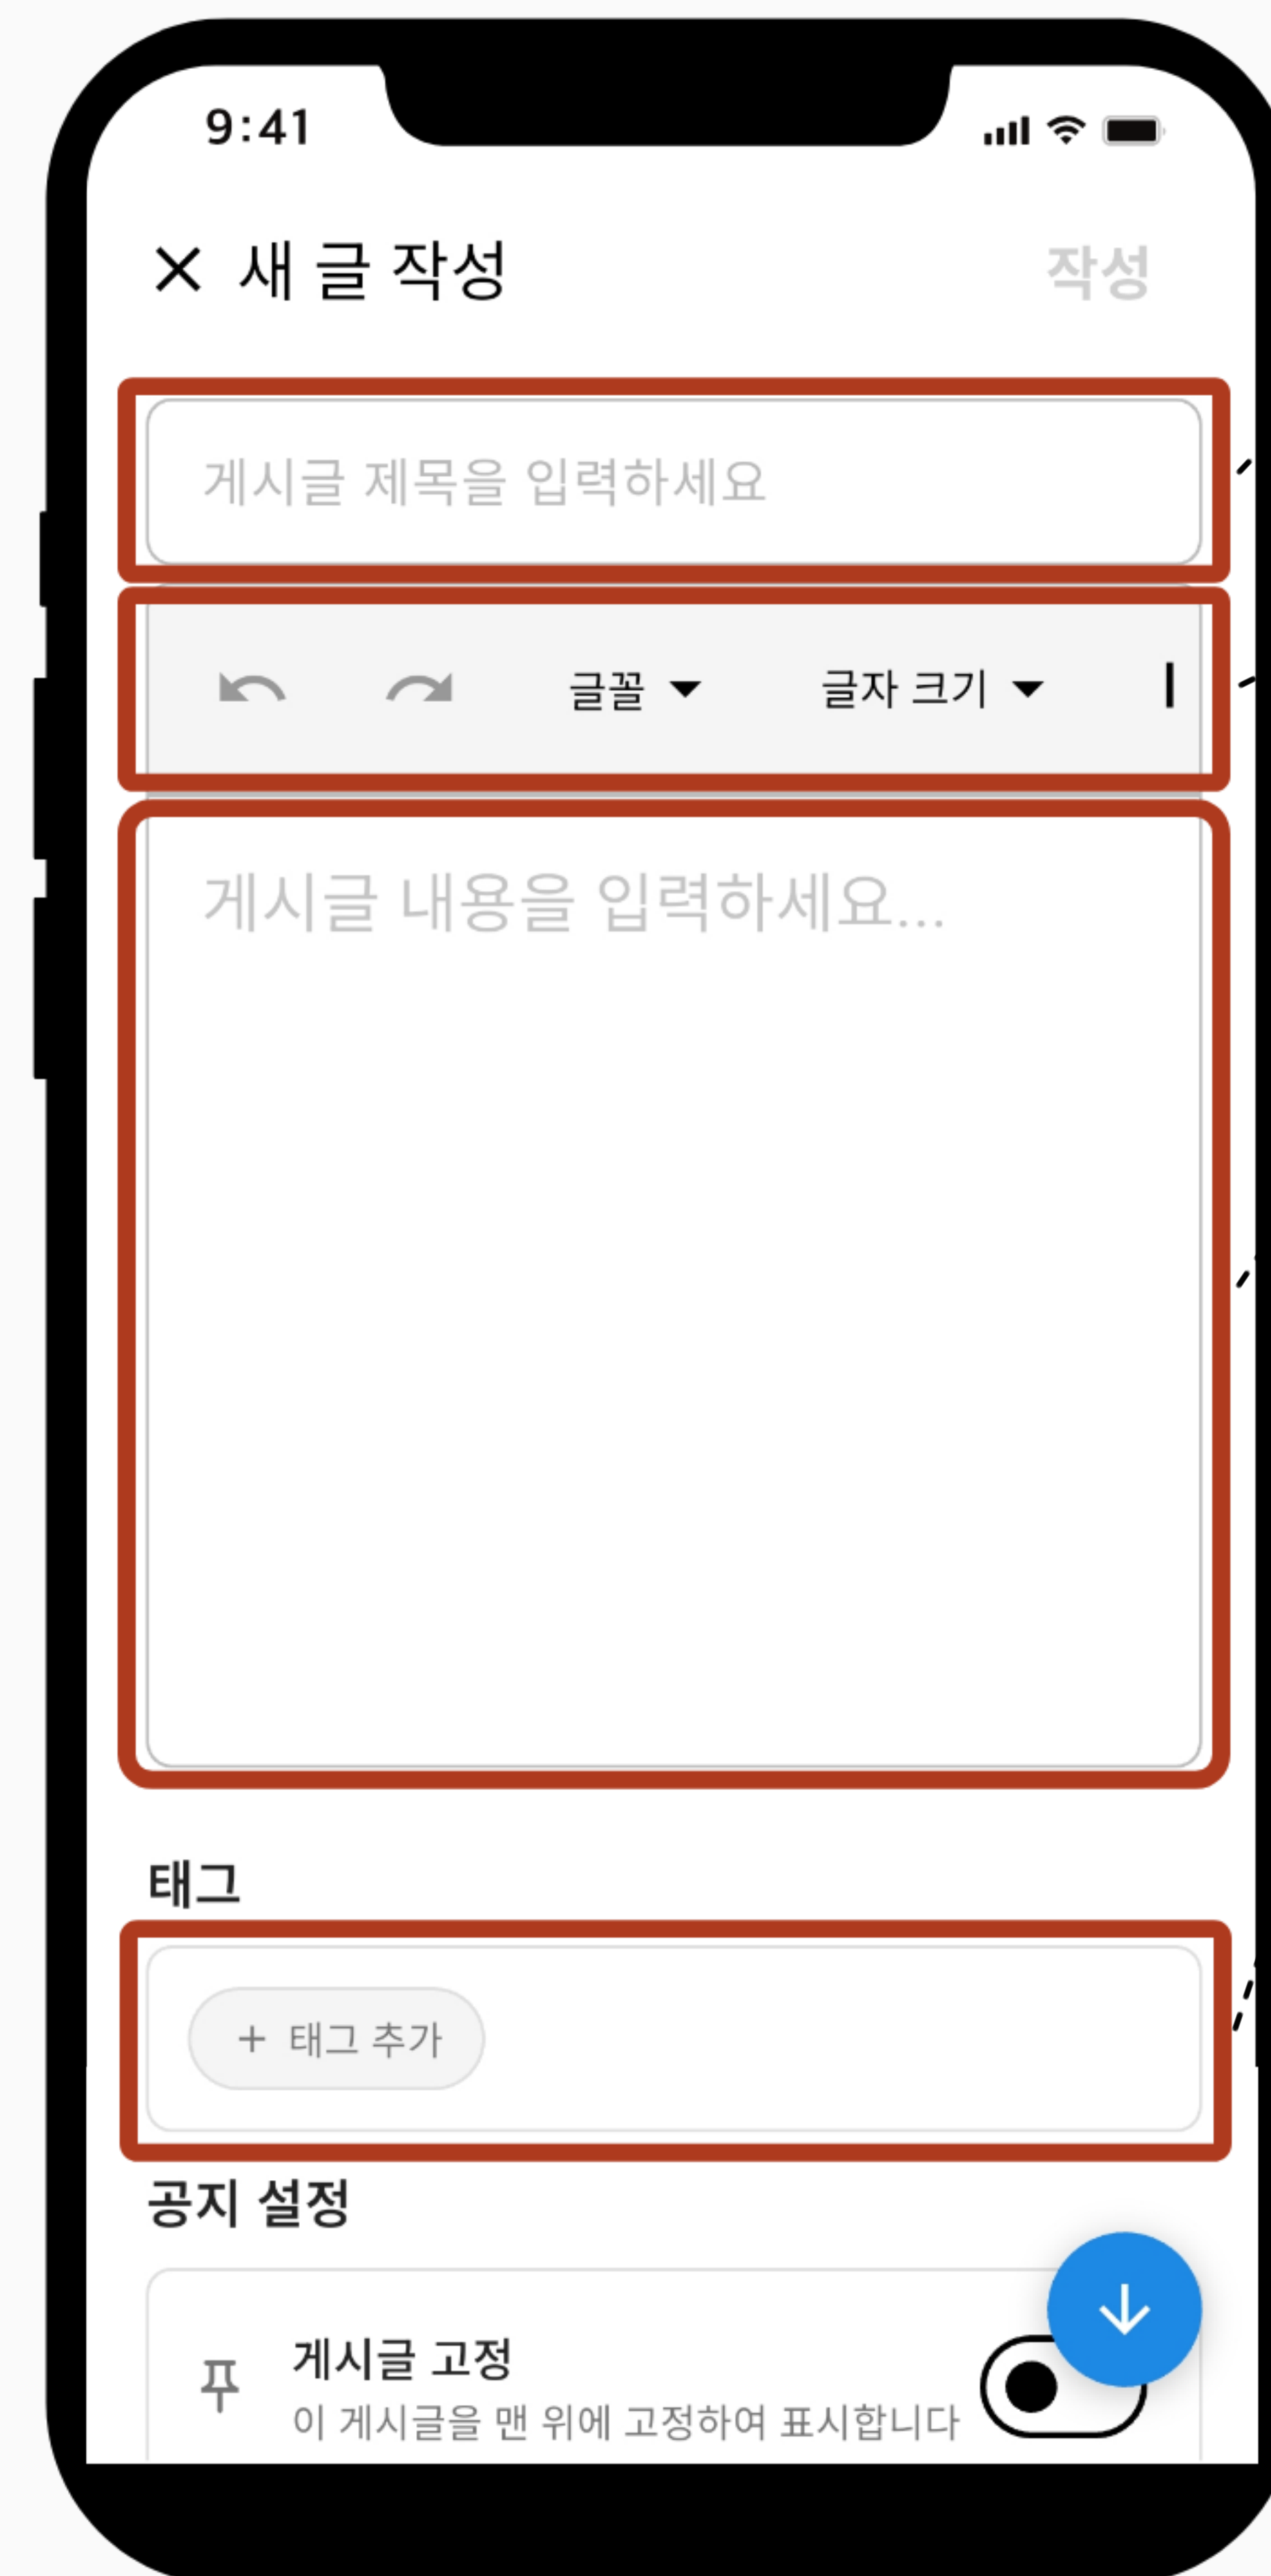 9:41
새 글 작성
작성
게시글 제목을 입력하세요
글꼴 글자 크기
게시글 내용을 입력하세요...
태그
+ 태그 추가
공지 설정
게시글 고정
이 게시글을 맨 위에 고정하여 표시합니다